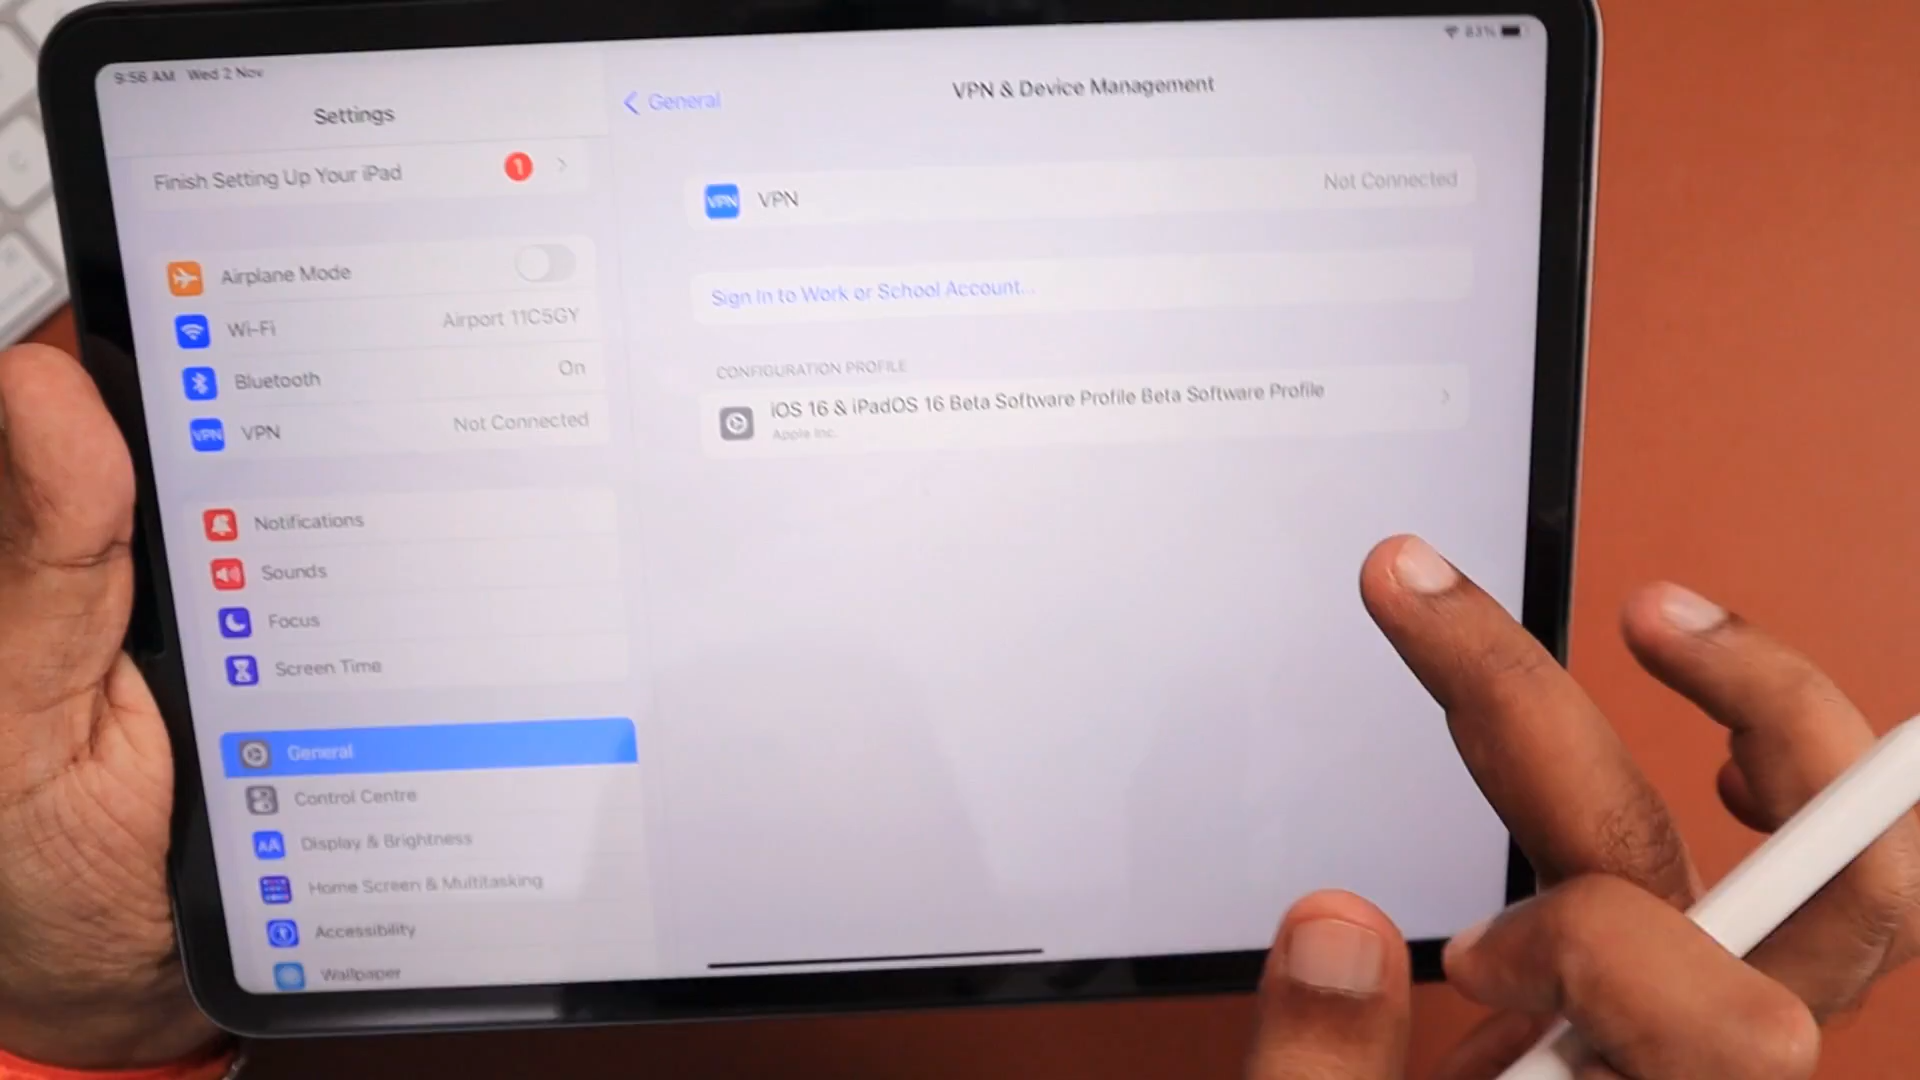 9:56 AM Wed 2 Nov
83%
Settings
Finish Setting Up Your iPad
1
Airplane Mode
Wi-Fi
Airport 11C5GY
Bluetooth
On
VPN
VPN
Not Connected
Notifications
Sounds
Focus
Screen Time
General
Control Centre
AA
Display & Brightness
Home Screen & Multitasking
Accessibility
Wallpaper
General
VPN & Device Management
VPN
VPN
Not Connected
Sign In to Work or School Account...
CONFIGURATION PROFILE
iOS 16 & iPadOS 16 Beta Software Profile Beta Software Profile
Apple Inc.